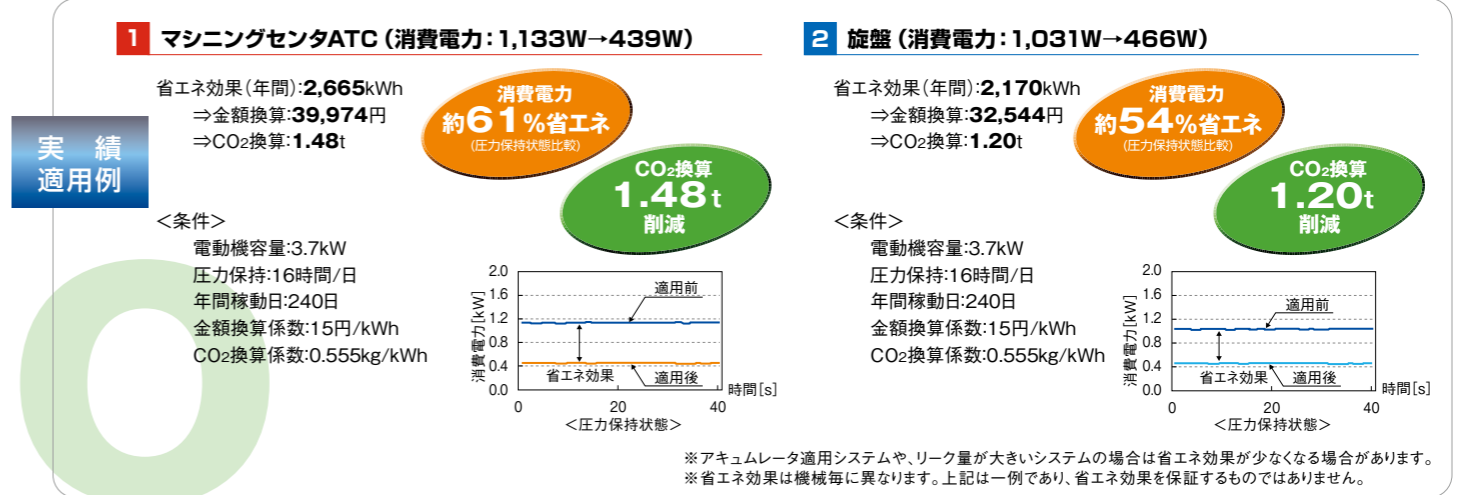 実績
適用例
1 マシニングセンタATC（消費電力：1,133W→439W）
省エネ効果（年間）：2,665kWh
⇒金額換算：39,974円
⇒CO2換算：1.48t
消費電力
約61%省エネ
（圧力保持状態比較）
CO2換算
1.48t
削減
＜条件＞
電動機容量：3.7kW
圧力保持：16時間/日
年間稼動日：240日
金額換算係数：15円/kWh
CO2換算係数：0.555kg/kWh
消費電力[kW]
2.0
1.6
1.2
0.8
0.4
0.0
適用前
省エネ効果
適用後
時間[s]
0 20 40
＜圧力保持状態＞
2 旋盤（消費電力：1,031W→466W）
省エネ効果（年間）：2,170kWh
⇒金額換算：32,544円
⇒CO2換算：1.20t
消費電力
約54%省エネ
（圧力保持状態比較）
CO2換算
1.20t
削減
＜条件＞
電動機容量：3.7kW
圧力保持：16時間/日
年間稼動日：240日
金額換算係数：15円/kWh
CO2換算係数：0.555kg/kWh
消費電力[kW]
2.0
1.6
1.2
0.8
0.4
0.0
適用前
省エネ効果
適用後
時間[s]
0 20 40
＜圧力保持状態＞
※アキュムレータ適用システムや、リーク量が大きいシステムの場合は省エネ効果が少なくなる場合があります。
※省エネ効果は機械毎に異なります。上記は一例であり、省エネ効果を保証するものではありません。
O